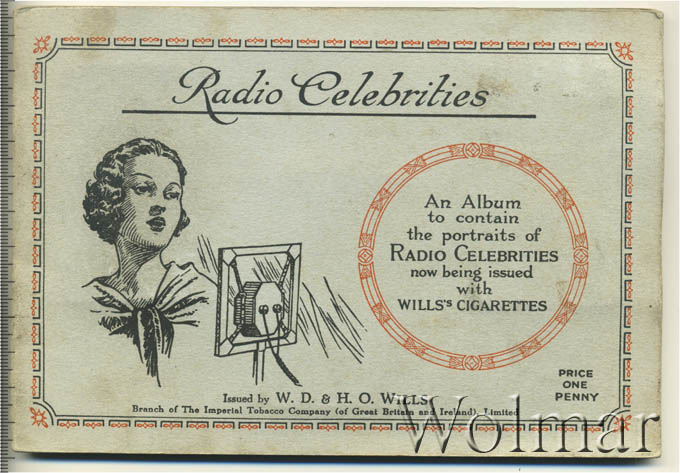 Radio Celebrities
An Album
to contain
the portraits of
RADIO CELEBRITIES
now being issued
with
WILLS'S CIGARETTES
PRICE
ONE
PENNY
Issued by W. D. & H. O. WILLS
Branch of The Imperial Tobacco Company (of Great Britain and Ireland), Limited
Wolmar